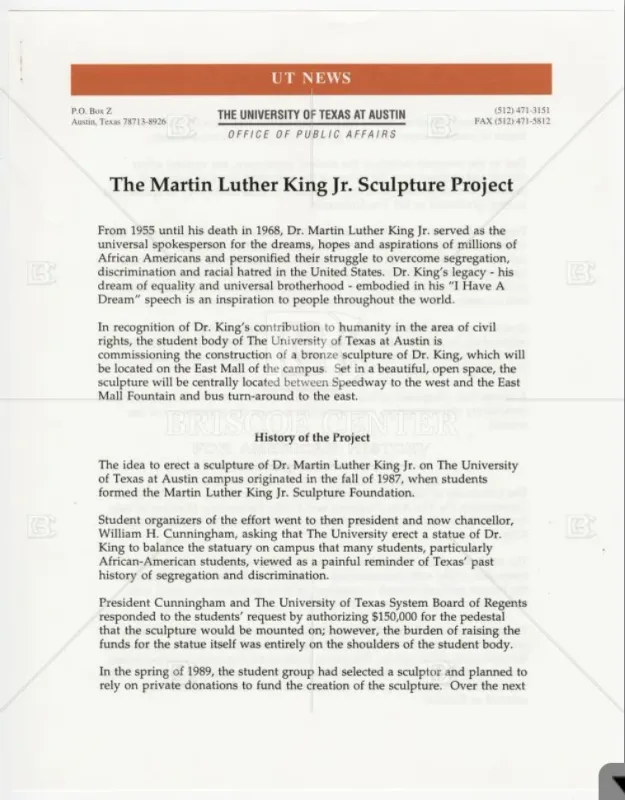 UT NEWS
P.O. Box Z
Austin, Texas 78713-8926
THE UNIVERSITY OF TEXAS AT AUSTIN
OFFICE OF PUBLIC AFFAIRS
(512) 471-3151
FAX (512) 471-5812
The Martin Luther King Jr. Sculpture Project
From 1955 until his death in 1968, Dr. Martin Luther King Jr. served as the
universal spokesperson for the dreams, hopes and aspirations of millions of
African Americans and personified their struggle to overcome segregation,
discrimination and racial hatred in the United States. Dr. King's legacy - his
dream of equality and universal brotherhood - embodied in his "I Have A
Dream" speech is an inspiration to people throughout the world.
In recognition of Dr. King's contribution to humanity in the area of civil
rights, the student body of The University of Texas at Austin is
commissioning the construction of a bronze sculpture of Dr. King, which will
be located on the East Mall of the campus. Set in a beautiful, open space, the
sculpture will be centrally located between Speedway to the west and the East
Mall Fountain and bus turn-around to the east.
BRISCOE CENTER
FOR AMERICAN HISTORY
History of the Project
The idea to erect a sculpture of Dr. Martin Luther King Jr. on The University
of Texas at Austin campus originated in the fall of 1987, when students
formed the Martin Luther King Jr. Sculpture Foundation.
Student organizers of the effort went to then president and now chancellor,
William H. Cunningham, asking that The University erect a statue of Dr.
King to balance the statuary on campus that many students, particularly
African-American students, viewed as a painful reminder of Texas' past
history of segregation and discrimination.
President Cunningham and The University of Texas System Board of Regents
responded to the students' request by authorizing $150,000 for the pedestal
that the sculpture would be mounted on; however, the burden of raising the
funds for the statue itself was entirely on the shoulders of the student body.
In the spring of 1989, the student group had selected a sculptor and planned to
rely on private donations to fund the creation of the sculpture. Over the next